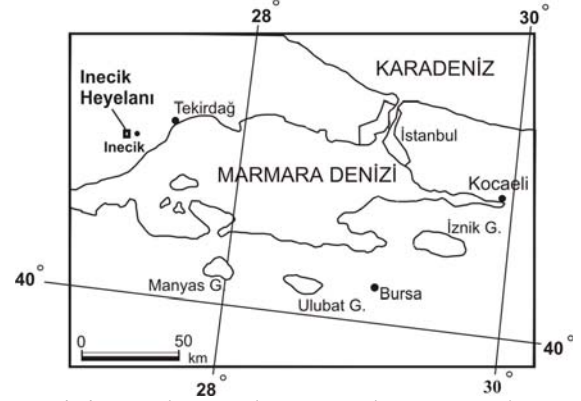 28°
30°
KARADENİZ
Inecik
Heyelanı
Tekirdağ
Inecik
İstanbul
MARMARA DENİZİ
Kocaeli
İznik G.
40°
Manyas G.
Ulubat G.
Bursa
0 50
km
40°
28°
30°